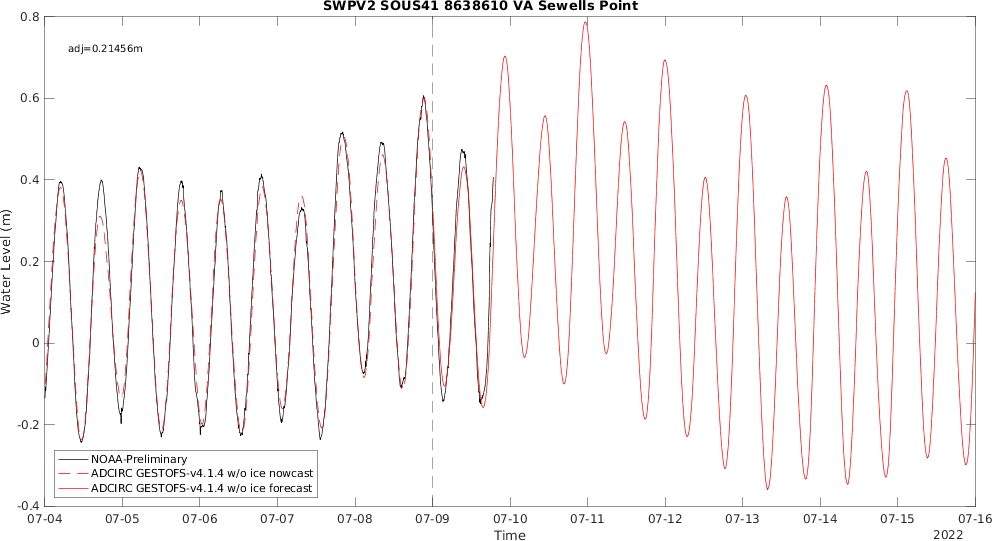 SWPV2 SOUS41 8638610 VA Sewells Point
adj=0.21456m
0.8
0.6
0.4
0.2
0
-0.2
-0.4
Water Level (m)
NOAA-Preliminary
ADCIRC GESTOFS-v4.1.4 w/o ice nowcast
ADCIRC GESTOFS-v4.1.4 w/o ice forecast
07-04 07-05 07-06 07-07 07-08 07-09 07-10 07-11 07-12 07-13 07-14 07-15 07-16
Time
2022